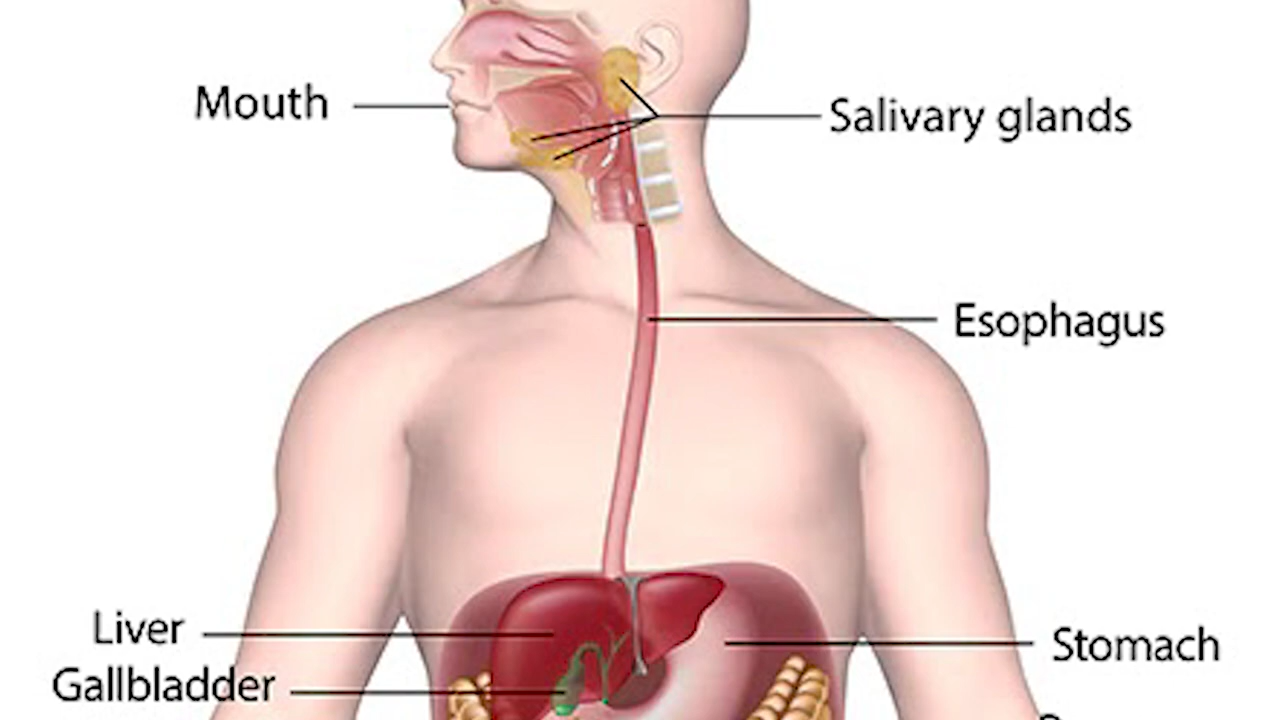 Mouth
Salivary glands
Esophagus
Liver
Stomach
Gallbladder